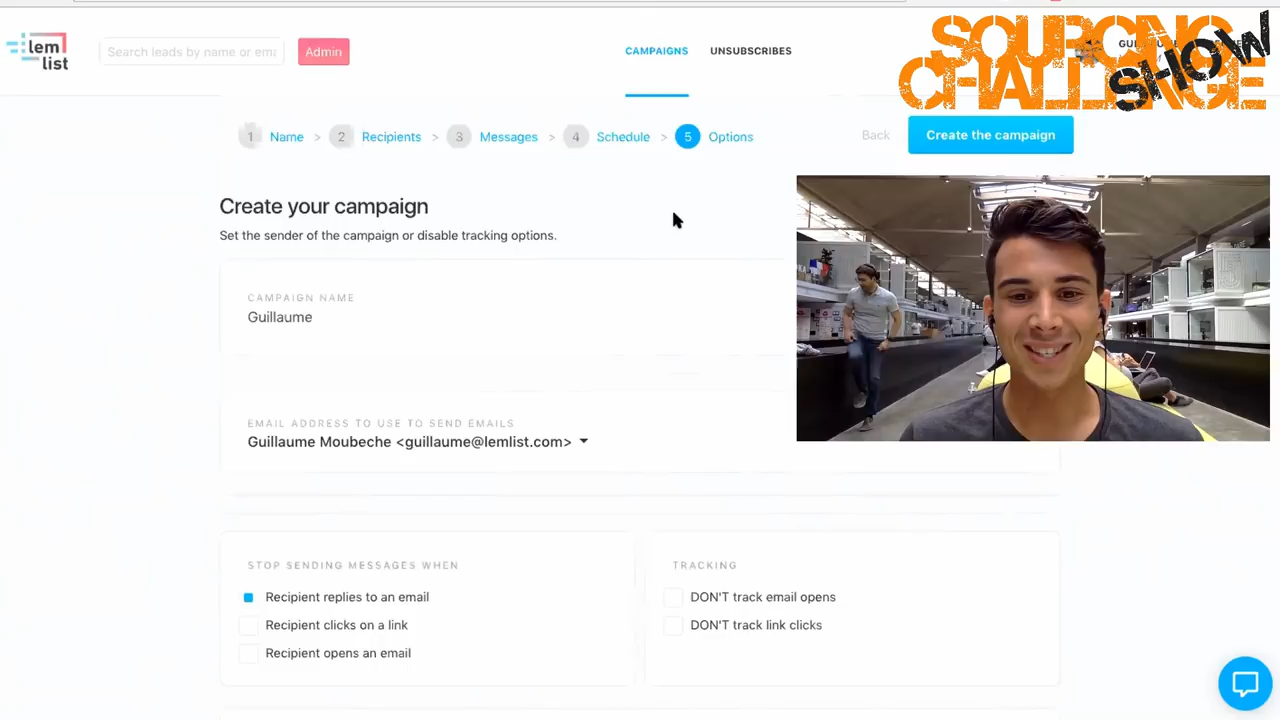 lem
list
Search leads by name or ema
Admin
CAMPAIGNS
UNSUBSCRIBES
SOURCING
CHALLENGE
SHOW
1 Name > 2 Recipients > 3 Messages > 4 Schedule > 5 Options
Back
Create the campaign
Create your campaign
Set the sender of the campaign or disable tracking options.
CAMPAIGN NAME
Guillaume
EMAIL ADDRESS TO USE TO SEND EMAILS
Guillaume Moubeche <guillaume@lemlist.com>
STOP SENDING MESSAGES WHEN
Recipient replies to an email
Recipient clicks on a link
Recipient opens an email
TRACKING
DON'T track email opens
DON'T track link clicks